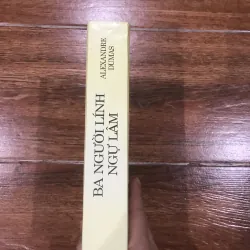 ALEXANDRE
DUMAS
BA NGƯỜI LÍNH
NGỰ LÂM